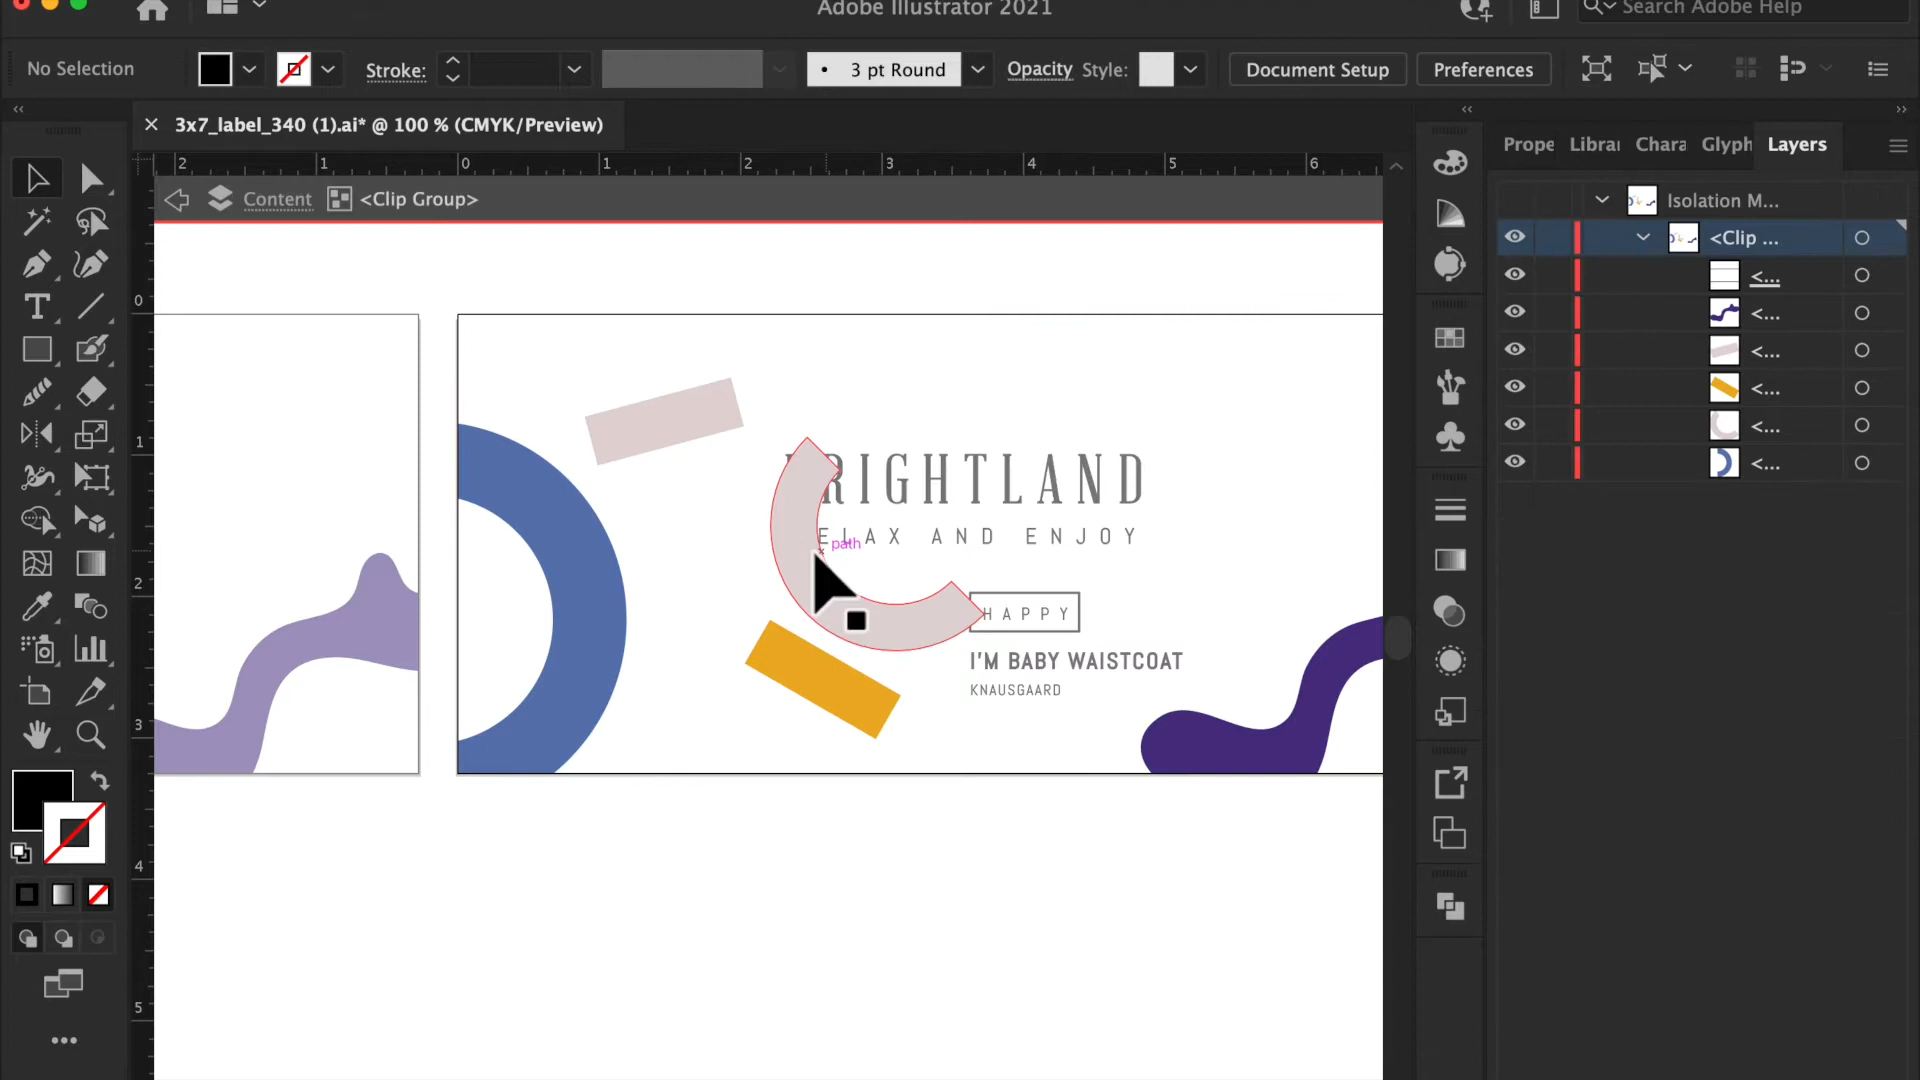 Adobe Illustrator 2021
Search Adobe Help
No Selection
Stroke:
3 pt Round
Opacity
Style:
Document Setup
Preferences
3x7_label_340 (1).ai* @ 100 % (CMYK/Preview)
Prope
Librar
Chara
Glyph
Layers
2 1 0 1 2 3 4 5 6
Content
<Clip Group>
Isolation M...
<Clip ...
<...
<...
<...
<...
<...
<...
0
1
2
3
4
5
RIGHTLAND
ELAX AND ENJOY
path
HAPPY
I'M BABY WAISTCOAT
KNAUSGAARD